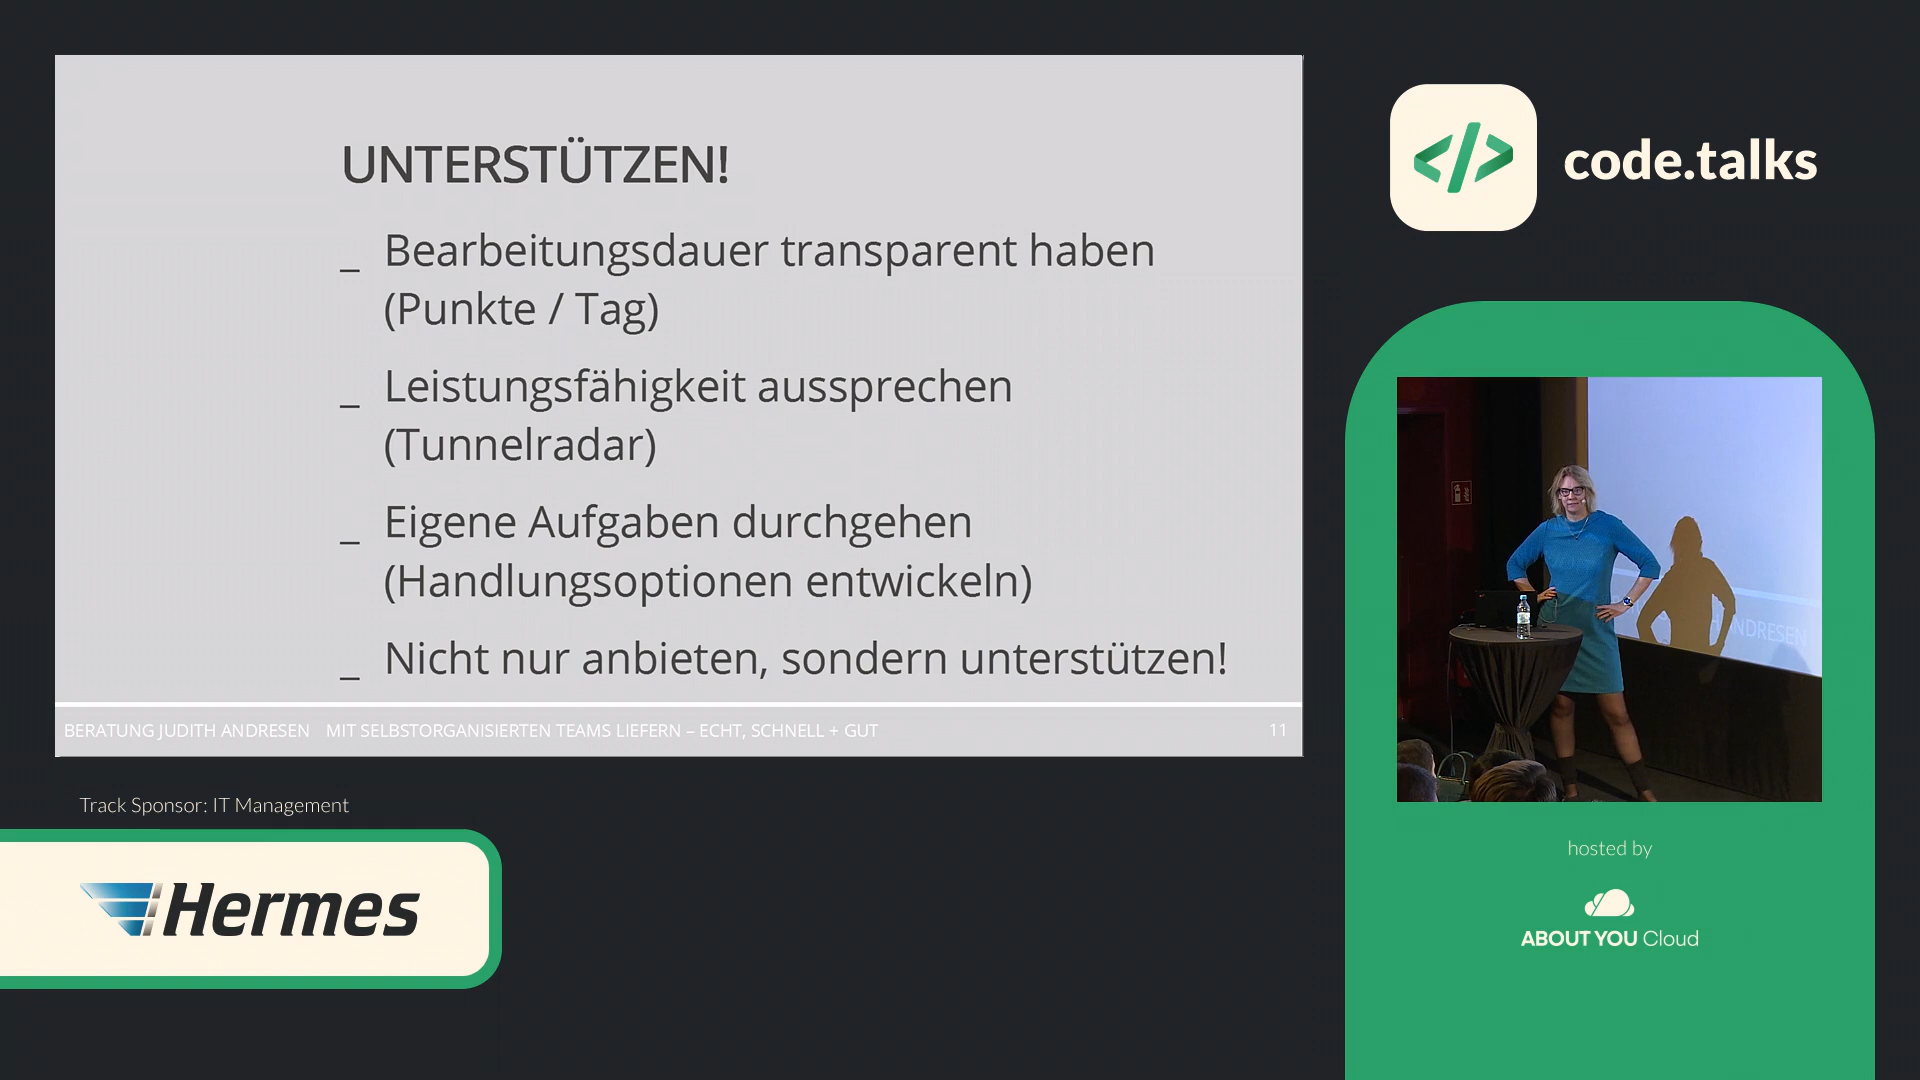 UNTERSTÜTZEN!
_ Bearbeitungsdauer transparent haben
(Punkte / Tag)
_ Leistungsfähigkeit aussprechen
(Tunnelradar)
_ Eigene Aufgaben durchgehen
(Handlungsoptionen entwickeln)
_ Nicht nur anbieten, sondern unterstützen!
BERATUNG JUDITH ANDRESEN MIT SELBSTORGANISIERTEN TEAMS LIEFERN – ECHT, SCHNELL + GUT 11
</> code.talks
NDRESEN
hosted by
ABOUT YOU Cloud
Track Sponsor: IT Management
Hermes